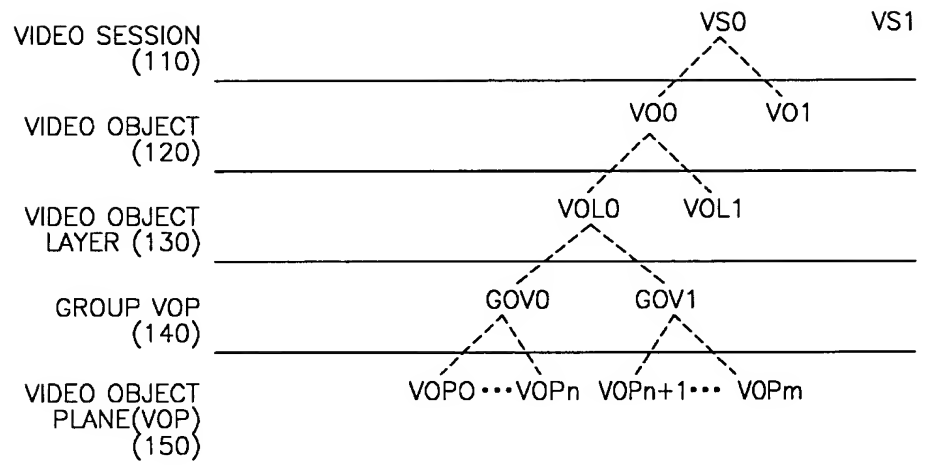 VIDEO SESSION
(110)
VS0
VS1
VIDEO OBJECT
(120)
VO0
VO1
VIDEO OBJECT
LAYER (130)
VOL0
VOL1
GROUP VOP
(140)
GOV0
GOV1
VIDEO OBJECT
PLANE(VOP)
(150)
VOP0 ••• VOPn
VOPn+1 ••• VOPm